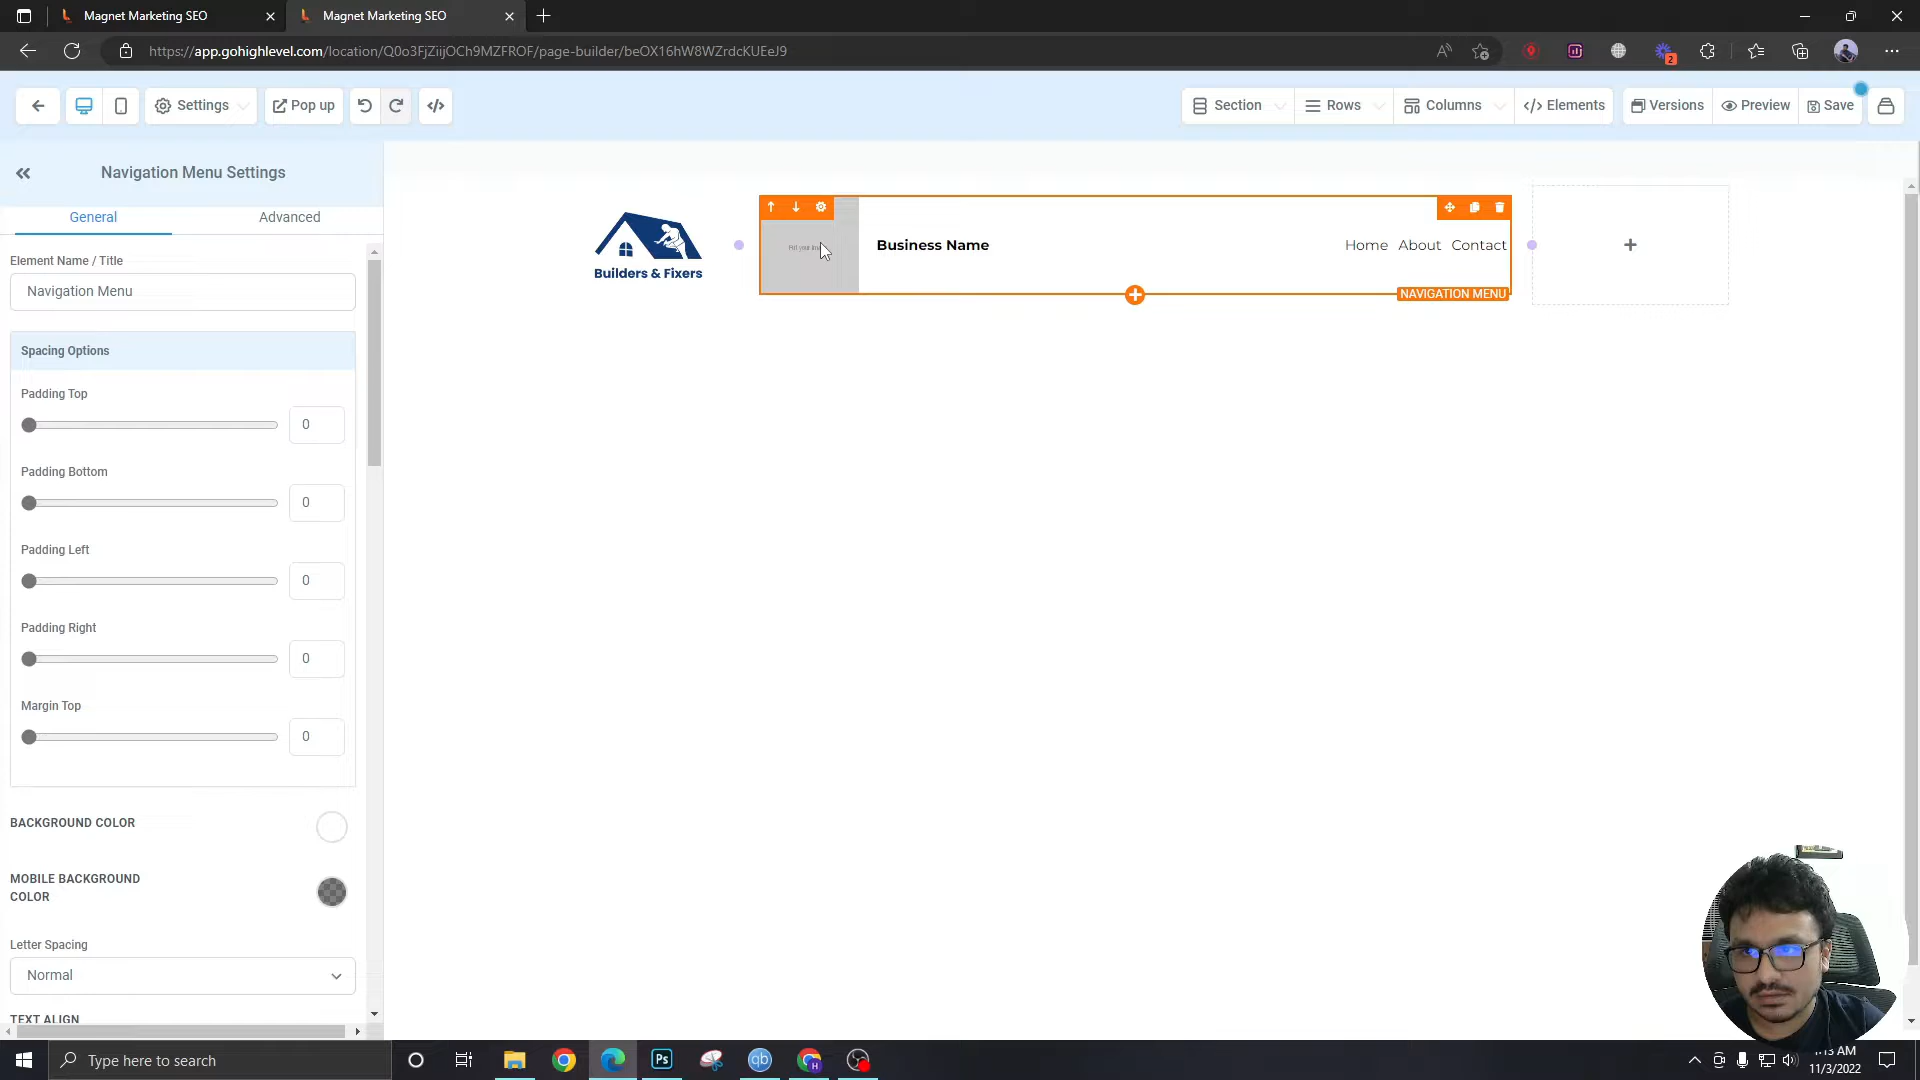 Magnet Marketing SEO
Magnet Marketing SEO
https://app.gohighlevel.com/location/Q0o3FjZiijOCh9MZFROF/page-builder/beOX16hW8WZrdcKUEeJ9
2
Settings
Pop up
Section
Rows
Columns
Elements
Versions
Preview
Save
Navigation Menu Settings
General
Advanced
Element Name / Title
Navigation Menu
Spacing Options
Padding Top
0
Padding Bottom
0
Padding Left
0
Padding Right
0
Margin Top
0
BACKGROUND COLOR
MOBILE BACKGROUND
COLOR
Letter Spacing
Normal
TEXT ALIGN
Builders & Fixers
Business Name
Home About Contact
NAVIGATION MENU
Type here to search
Ps
qb
H
11/3/2022